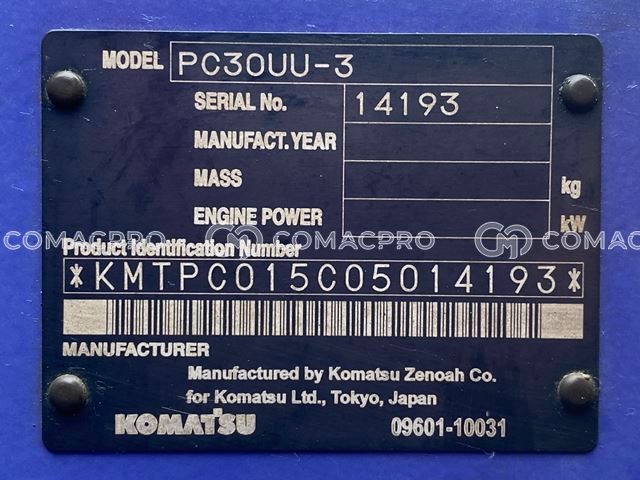 MODEL PC30UU-3
SERIAL No. 14193
MANUFACT.YEAR
MASS kg
ENGINE POWER kW
COMACPRO COMACPRO COMACPRO
Product Identification Number
*KMTPC015C05014193*
MANUFACTURER
Manufactured by Komatsu Zenoah Co.
for Komatsu Ltd., Tokyo, Japan
KOMATSU 09601-10031